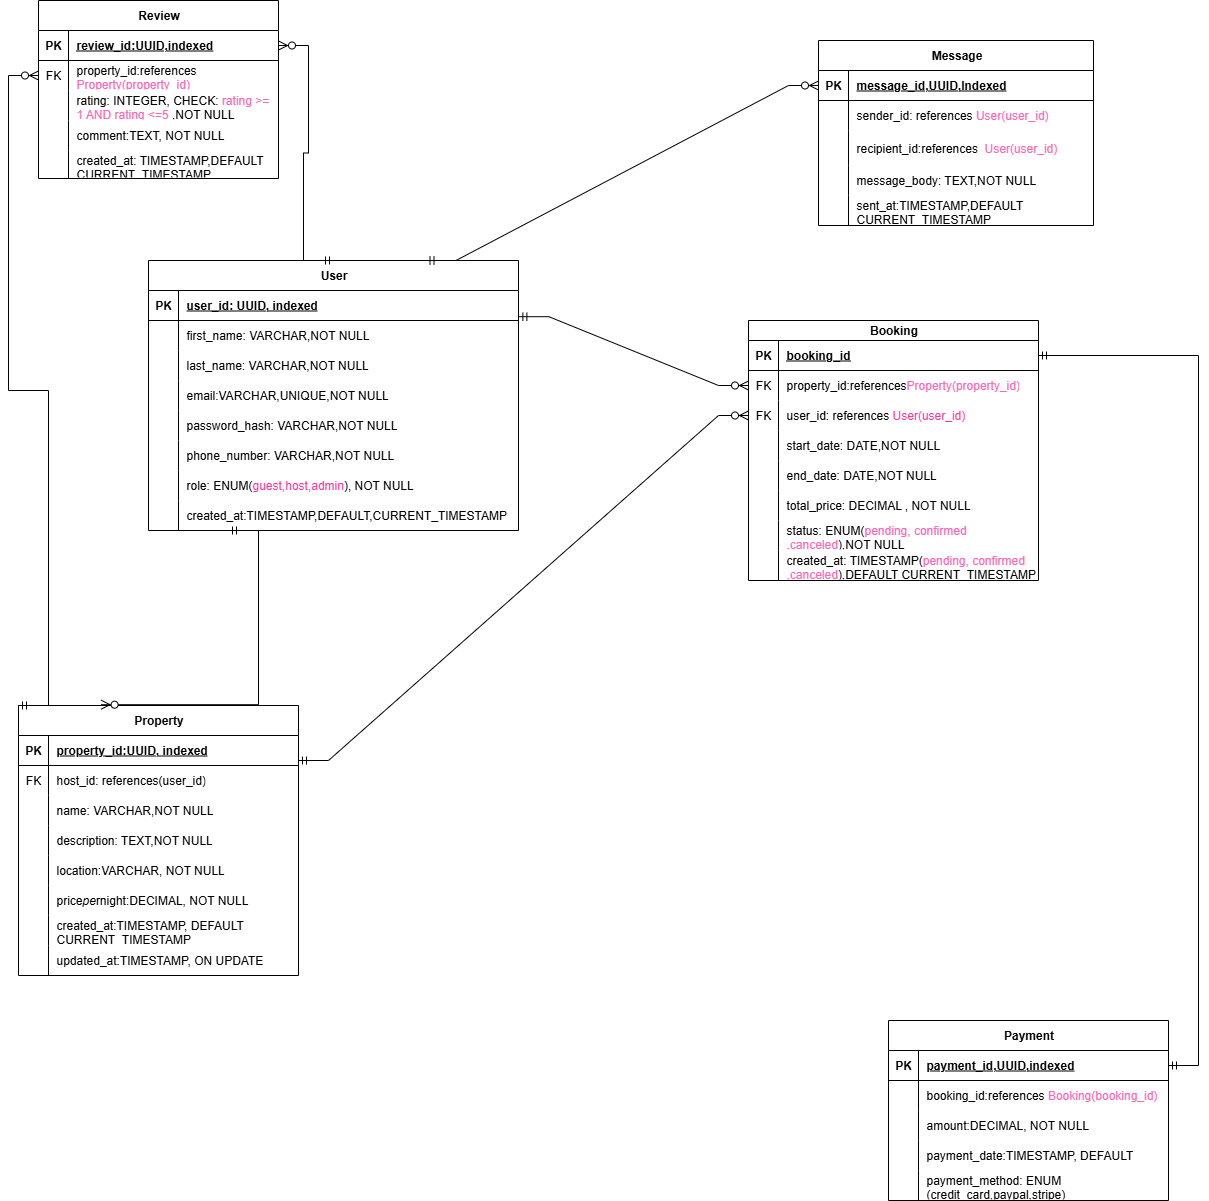 Review
PK review_id:UUID,indexed
FK property_id:references
Property(property_id)
rating: INTEGER, CHECK: rating >=
1 AND rating <=5 ,NOT NULL
comment:TEXT, NOT NULL
created_at: TIMESTAMP,DEFAULT
CURRENT_TIMESTAMP
Message
PK message_id,UUID,Indexed
sender_id: references User(user_id)
recipient_id:references User(user_id)
message_body: TEXT,NOT NULL
sent_at:TIMESTAMP,DEFAULT
CURRENT_TIMESTAMP
User
PK user_id: UUID, indexed
first_name: VARCHAR,NOT NULL
last_name: VARCHAR,NOT NULL
email:VARCHAR,UNIQUE,NOT NULL
password_hash: VARCHAR,NOT NULL
phone_number: VARCHAR,NOT NULL
role: ENUM(guest,host,admin), NOT NULL
created_at:TIMESTAMP,DEFAULT,CURRENT_TIMESTAMP
Booking
PK booking_id
FK property_id:referencesProperty(property_id)
FK user_id: references User(user_id)
start_date: DATE,NOT NULL
end_date: DATE,NOT NULL
total_price: DECIMAL , NOT NULL
status: ENUM(pending, confirmed
,canceled),NOT NULL
created_at: TIMESTAMP(pending, confirmed
,canceled),DEFAULT CURRENT_TIMESTAMP
Property
PK property_id:UUID, indexed
FK host_id: references(user_id)
name: VARCHAR,NOT NULL
description: TEXT,NOT NULL
location:VARCHAR, NOT NULL
pricepernight:DECIMAL, NOT NULL
created_at:TIMESTAMP, DEFAULT
CURRENT_TIMESTAMP
updated_at:TIMESTAMP, ON UPDATE
Payment
PK payment_id,UUID,indexed
booking_id:references Booking(booking_id)
amount:DECIMAL, NOT NULL
payment_date:TIMESTAMP, DEFAULT
payment_method: ENUM
(credit_card,paypal,stripe)